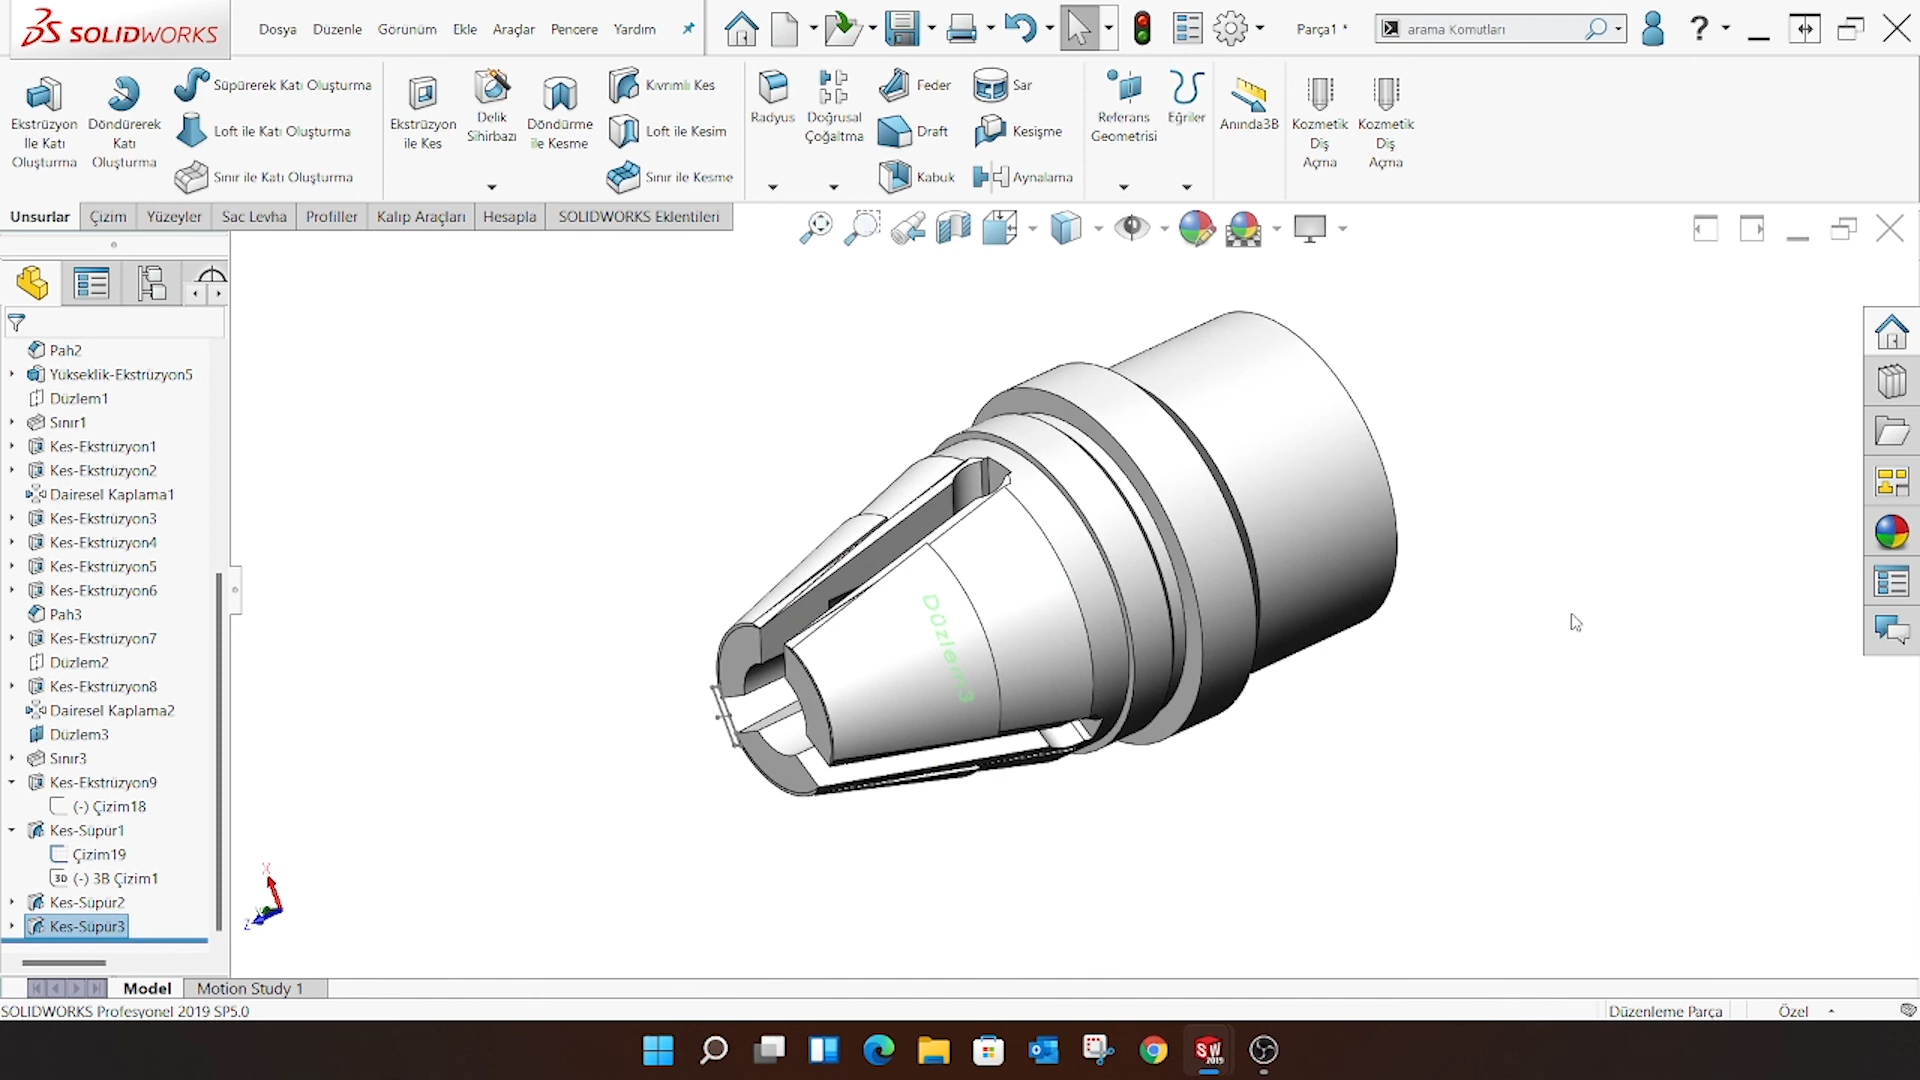 SOLIDWORKS
Dosya Düzenle Görünüm Ekle Araçlar Pencere Yardım
Parça1 *
arama Komutları
?
Ekstrüzyon
İle Katı
Oluşturma
Döndürerek
Katı
Oluşturma
Süpürerek Katı Oluşturma
Loft ile Katı Oluşturma
Sınır ile Katı Oluşturma
Ekstrüzyon
ile Kes
Delik
Sihirbazı
Döndürme
ile Kesme
Kıvrımlı Kes
Loft ile Kesim
Sınır ile Kesme
Radyus
Doğrusal
Çoğaltma
Feder
Draft
Kabuk
Sar
Kesişme
Aynalama
Referans
Geometrisi
Eğriler
Anında3B
Kozmetik
Diş
Açma
Kozmetik
Diş
Açma
Unsurlar Çizim Yüzeyler Sac Levha Profiller Kalıp Araçları Hesapla SOLIDWORKS Eklentileri
Pah2
Yükseklik-Ekstrüzyon5
Düzlem1
Sınır1
Kes-Ekstrüzyon1
Kes-Ekstrüzyon2
Dairesel Kaplama1
Kes-Ekstrüzyon3
Kes-Ekstrüzyon4
Kes-Ekstrüzyon5
Kes-Ekstrüzyon6
Pah3
Kes-Ekstrüzyon7
Düzlem2
Kes-Ekstrüzyon8
Dairesel Kaplama2
Düzlem3
Sınır3
Kes-Ekstrüzyon9
(-) Çizim18
Kes-Süpür1
Çizim19
3D (-) 3B Çizim1
Kes-Süpür2
Kes-Süpür3
Düzlem3
X
Y
Z
Model Motion Study 1
SOLIDWORKS Profesyonel 2019 SP5.0
Düzenleme Parça
Özel
SW
2019